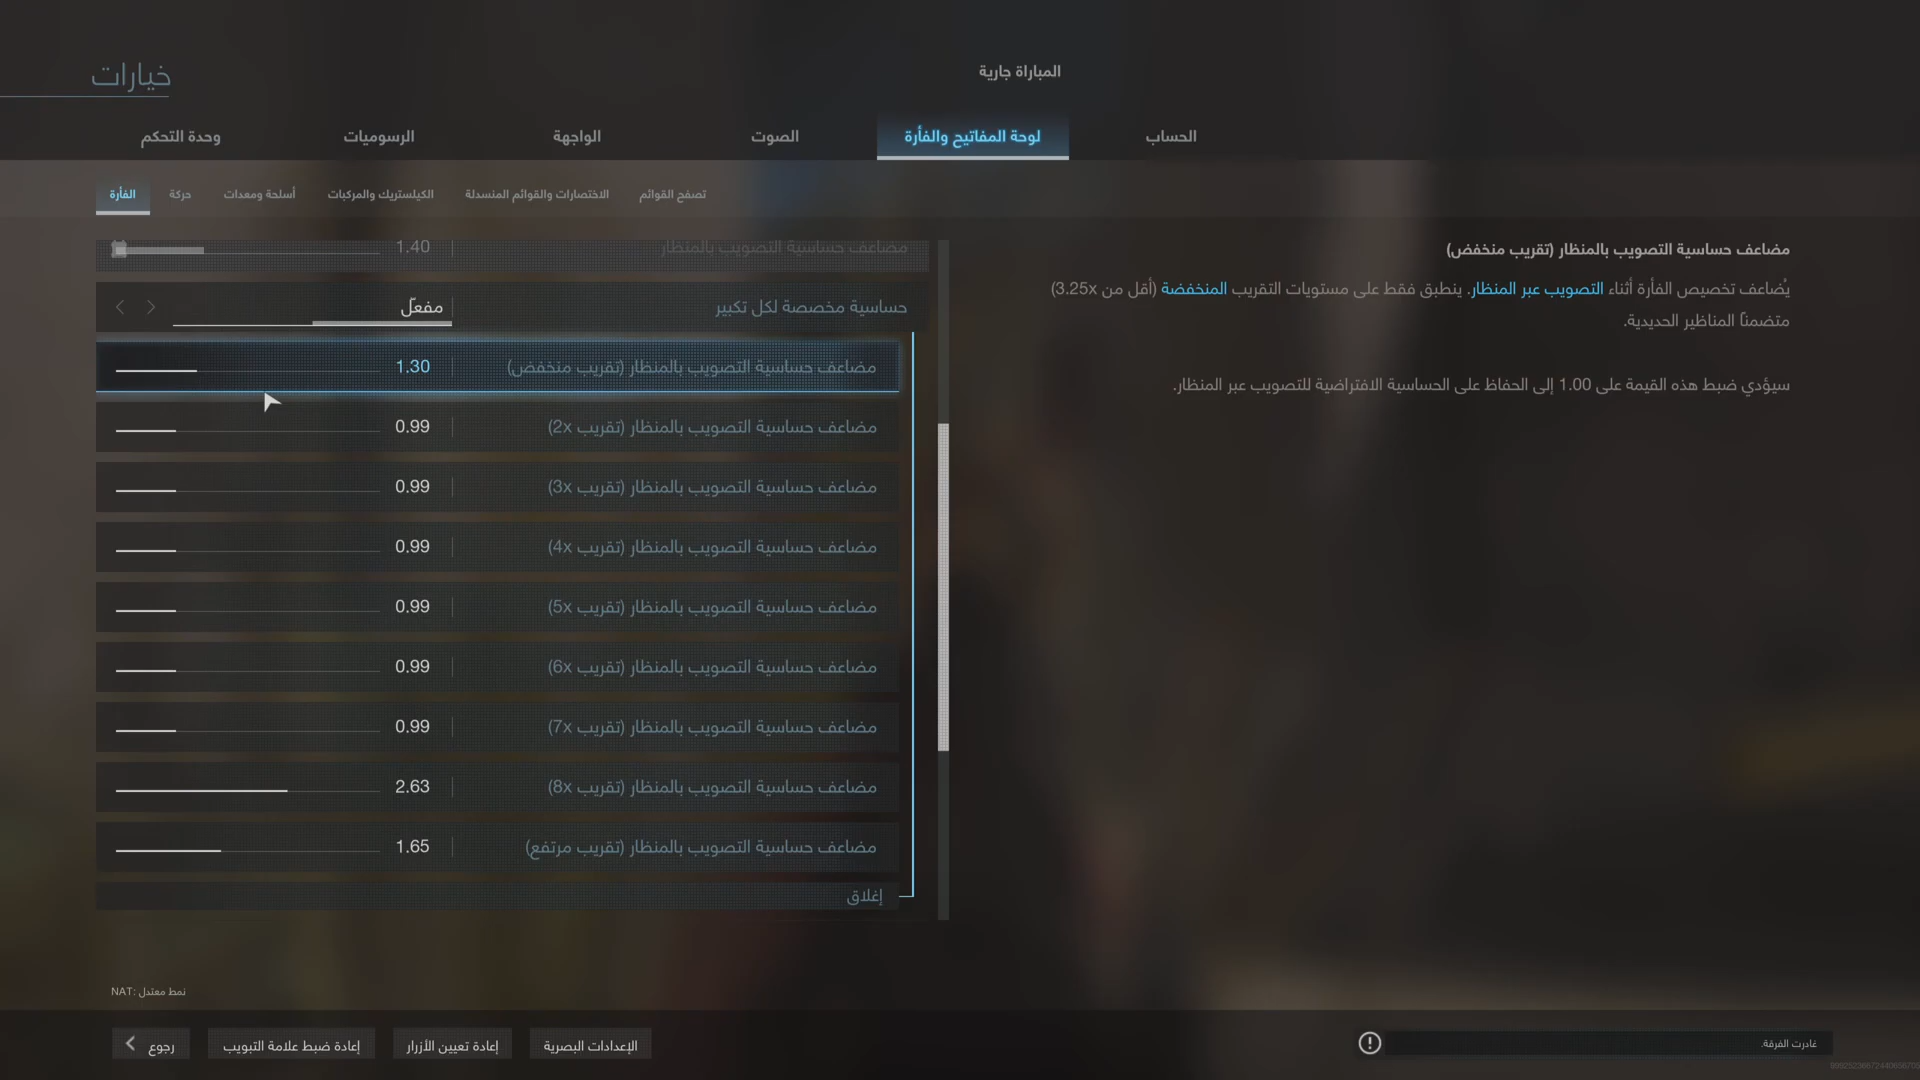 خيارات
المباراة جارية
الحساب
لوحة المفاتيح والفأرة
الصوت
الواجهة
الرسوميات
وحدة التحكم
الفأرة
حركة
أسلحة ومعدات
الكيلستريك والمركبات
الاختصارات والقوائم المنسدلة
تصفح القوائم
مضاعف حساسية التصويب بالمنظار 1.40
حساسية مخصصة لكل تكبير مفعّل
مضاعف حساسية التصويب بالمنظار (تقريب منخفض) 1.30
مضاعف حساسية التصويب بالمنظار (تقريب 2x) 0.99
مضاعف حساسية التصويب بالمنظار (تقريب 3x) 0.99
مضاعف حساسية التصويب بالمنظار (تقريب 4x) 0.99
مضاعف حساسية التصويب بالمنظار (تقريب 5x) 0.99
مضاعف حساسية التصويب بالمنظار (تقريب 6x) 0.99
مضاعف حساسية التصويب بالمنظار (تقريب 7x) 0.99
مضاعف حساسية التصويب بالمنظار (تقريب 8x) 2.63
مضاعف حساسية التصويب بالمنظار (تقريب مرتفع) 1.65
إغلاق
مضاعف حساسية التصويب بالمنظار (تقريب منخفض)
يُضاعف تخصيص الفأرة أثناء التصويب عبر المنظار. ينطبق فقط على مستويات التقريب المنخفضة (أقل من 3.25x)
متضمناً المناظير الحديدية.
سيؤدي ضبط هذه القيمة على 1.00 إلى الحفاظ على الحساسية الافتراضية للتصويب عبر المنظار.
نمط معتدل :NAT
رجوع
إعادة ضبط علامة التبويب
إعادة تعيين الأزرار
الإعدادات البصرية
غادرت الفرقة.